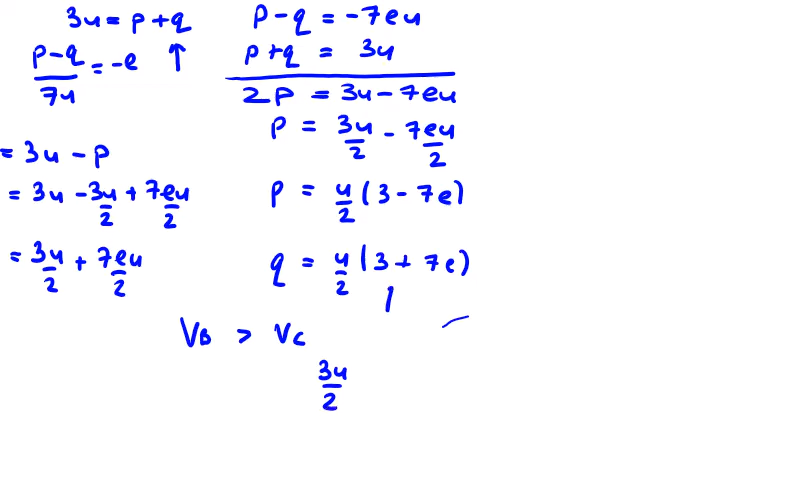 3u = p + q
p - q = -7eu
p - q / 7u = -e ↑
p + q = 3u
2p = 3u - 7eu
p = 3u/2 - 7eu/2
= 3u - p
= 3u - 3u/2 + 7eu/2
p = u/2 (3 - 7e)
= 3u/2 + 7eu/2
q = u/2 (3 + 7e)
VB > VC
3u/2